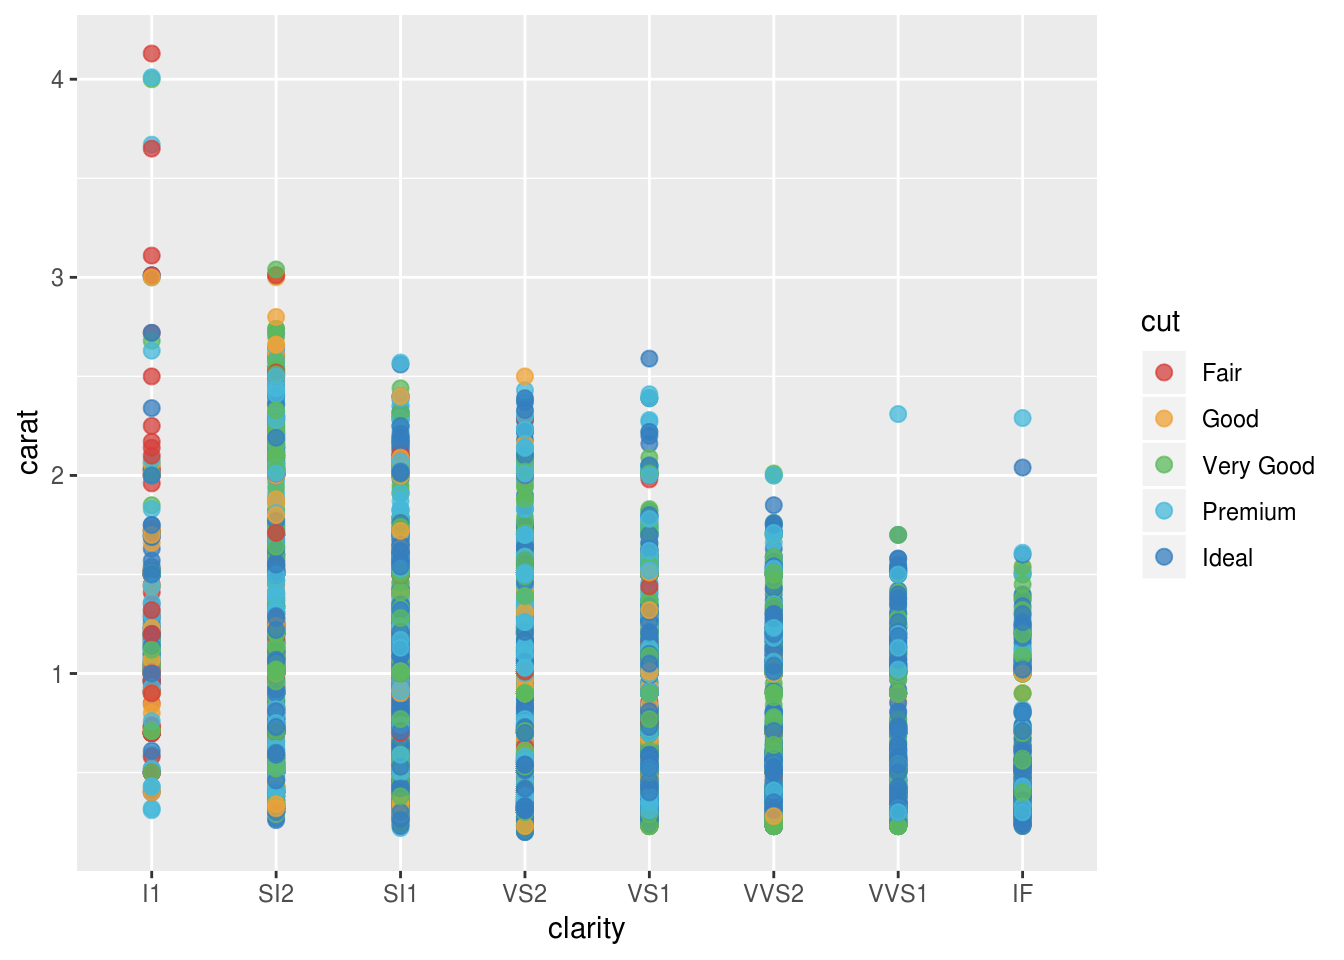 4
3
2
1
carat
I1 SI2 SI1 VS2 VS1 VVS2 VVS1 IF
clarity
cut
Fair
Good
Very Good
Premium
Ideal